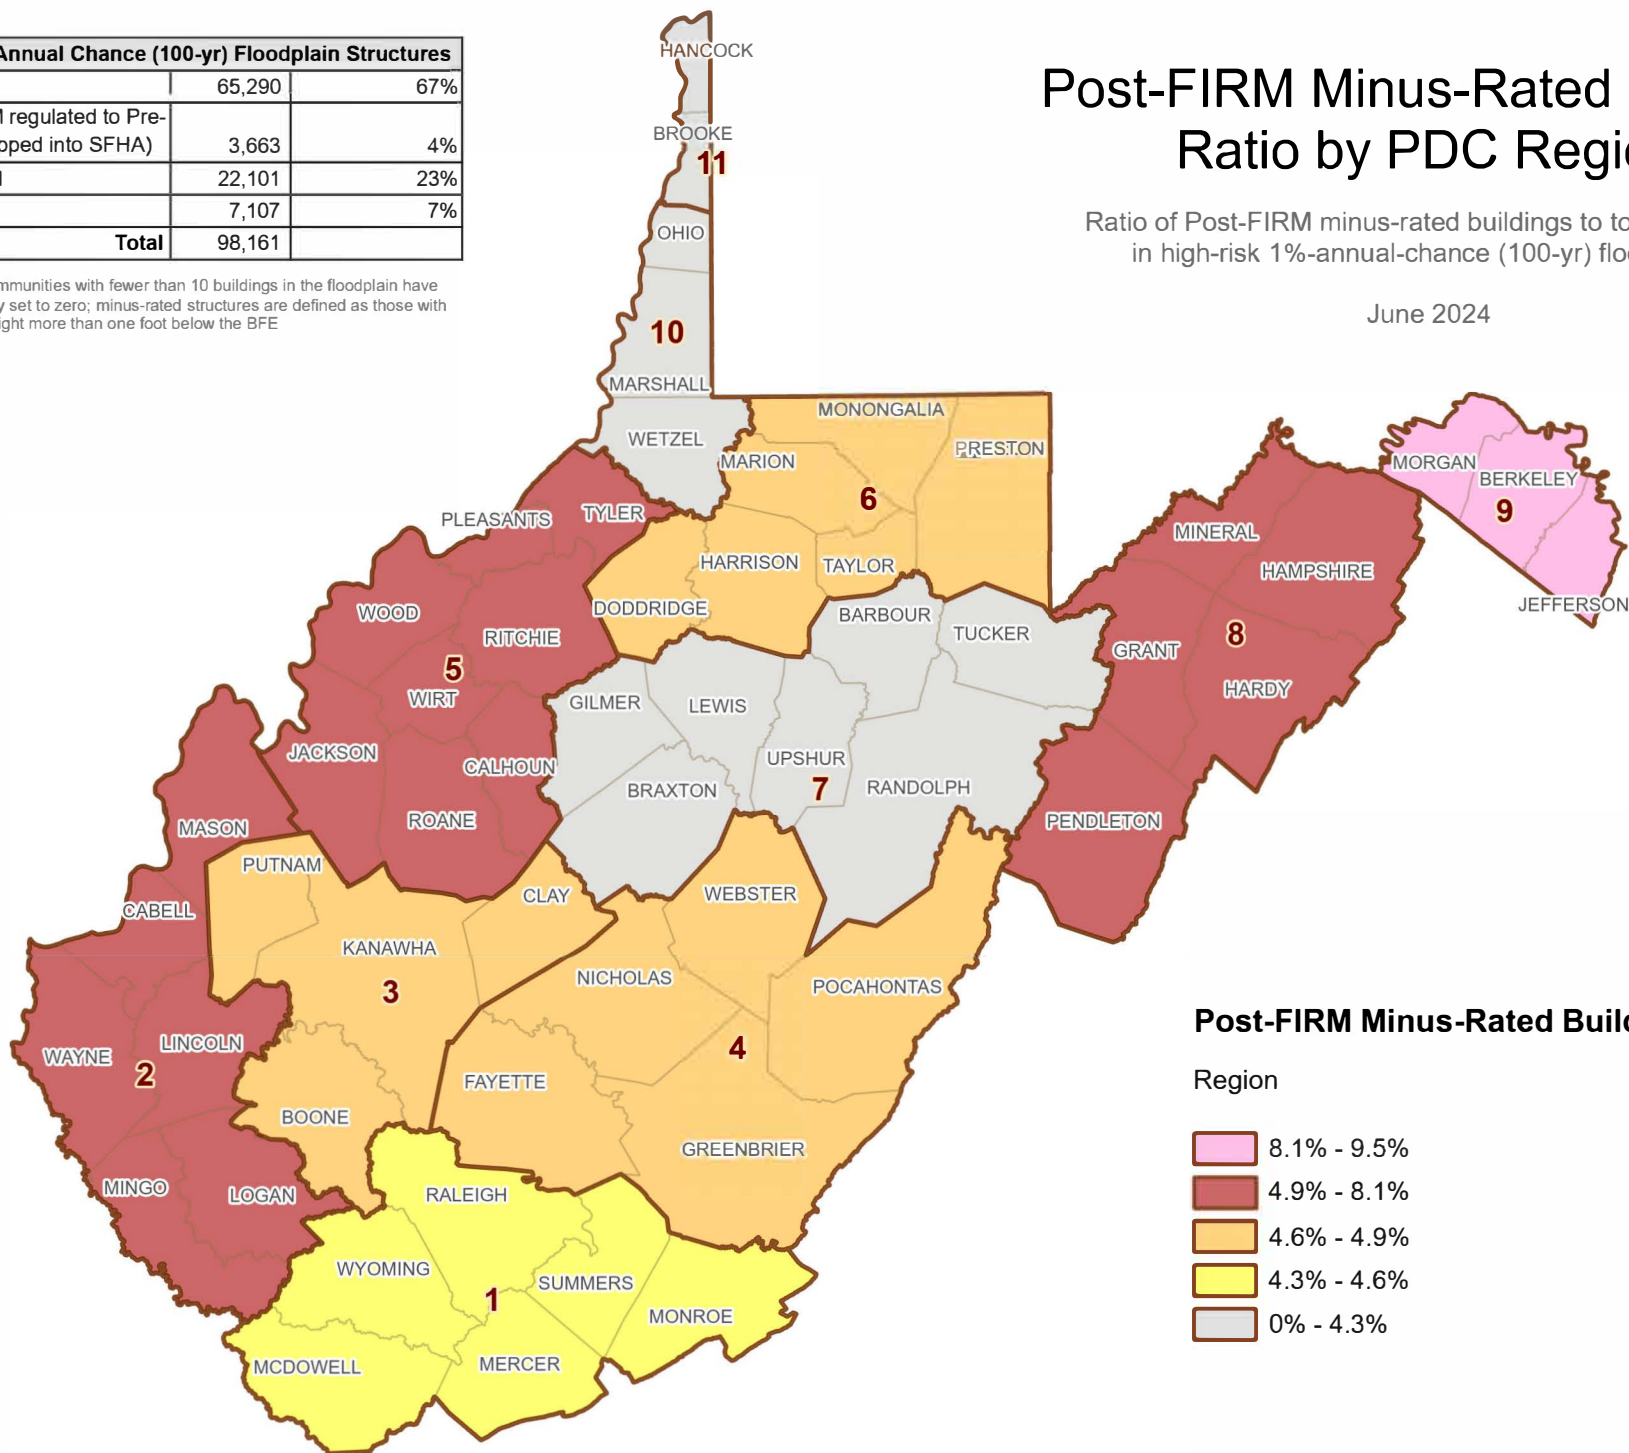 Annual Chance (100-yr) Floodplain Structures
65,290 67%
regulated to Pre-
oped into SFHA) 3,663 4%
22,101 23%
7,107 7%
Total 98,161
mmunities with fewer than 10 buildings in the floodplain have
y set to zero; minus-rated structures are defined as those with
ight more than one foot below the BFE
Post-FIRM Minus-Rated
Ratio by PDC Regi
Ratio of Post-FIRM minus-rated buildings to to
in high-risk 1%-annual-chance (100-yr) floo
June 2024
HANCOCK
BROOKE
11
OHIO
10
MARSHALL
WETZEL
MONONGALIA
PRESTON
MARION
6
PLEASANTS
TYLER
HARRISON
TAYLOR
DODDRIDGE
MORGAN
BERKELEY
9
JEFFERSON
MINERAL
HAMPSHIRE
8
GRANT
HARDY
PENDLETON
WOOD
RITCHIE
5
WIRT
JACKSON
CALHOUN
ROANE
BARBOUR
TUCKER
GILMER
LEWIS
UPSHUR
7
RANDOLPH
BRAXTON
MASON
PUTNAM
CABELL
CLAY
WEBSTER
KANAWHA
3
NICHOLAS
POCAHONTAS
WAYNE
LINCOLN
2
4
FAYETTE
BOONE
GREENBRIER
MINGO
LOGAN
RALEIGH
WYOMING
1
SUMMERS
MONROE
MCDOWELL
MERCER
Post-FIRM Minus-Rated Buil
Region
8.1% - 9.5%
4.9% - 8.1%
4.6% - 4.9%
4.3% - 4.6%
0% - 4.3%